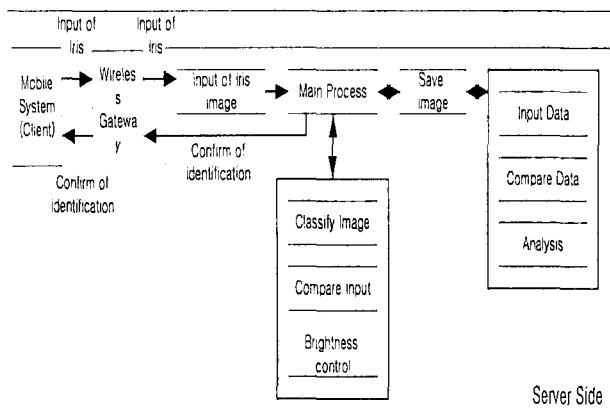 Input of
Iris
Input of
Iris
Mobile
System
(Client)
Wireles
s
Gatewa
y
Input of Iris
Image
Main Process
Save
Image
Input Data
Compare Data
Analysis
Confirm of
identification
Confirm of
identification
Classify Image
Compare Input
Brightness
control
Server Side